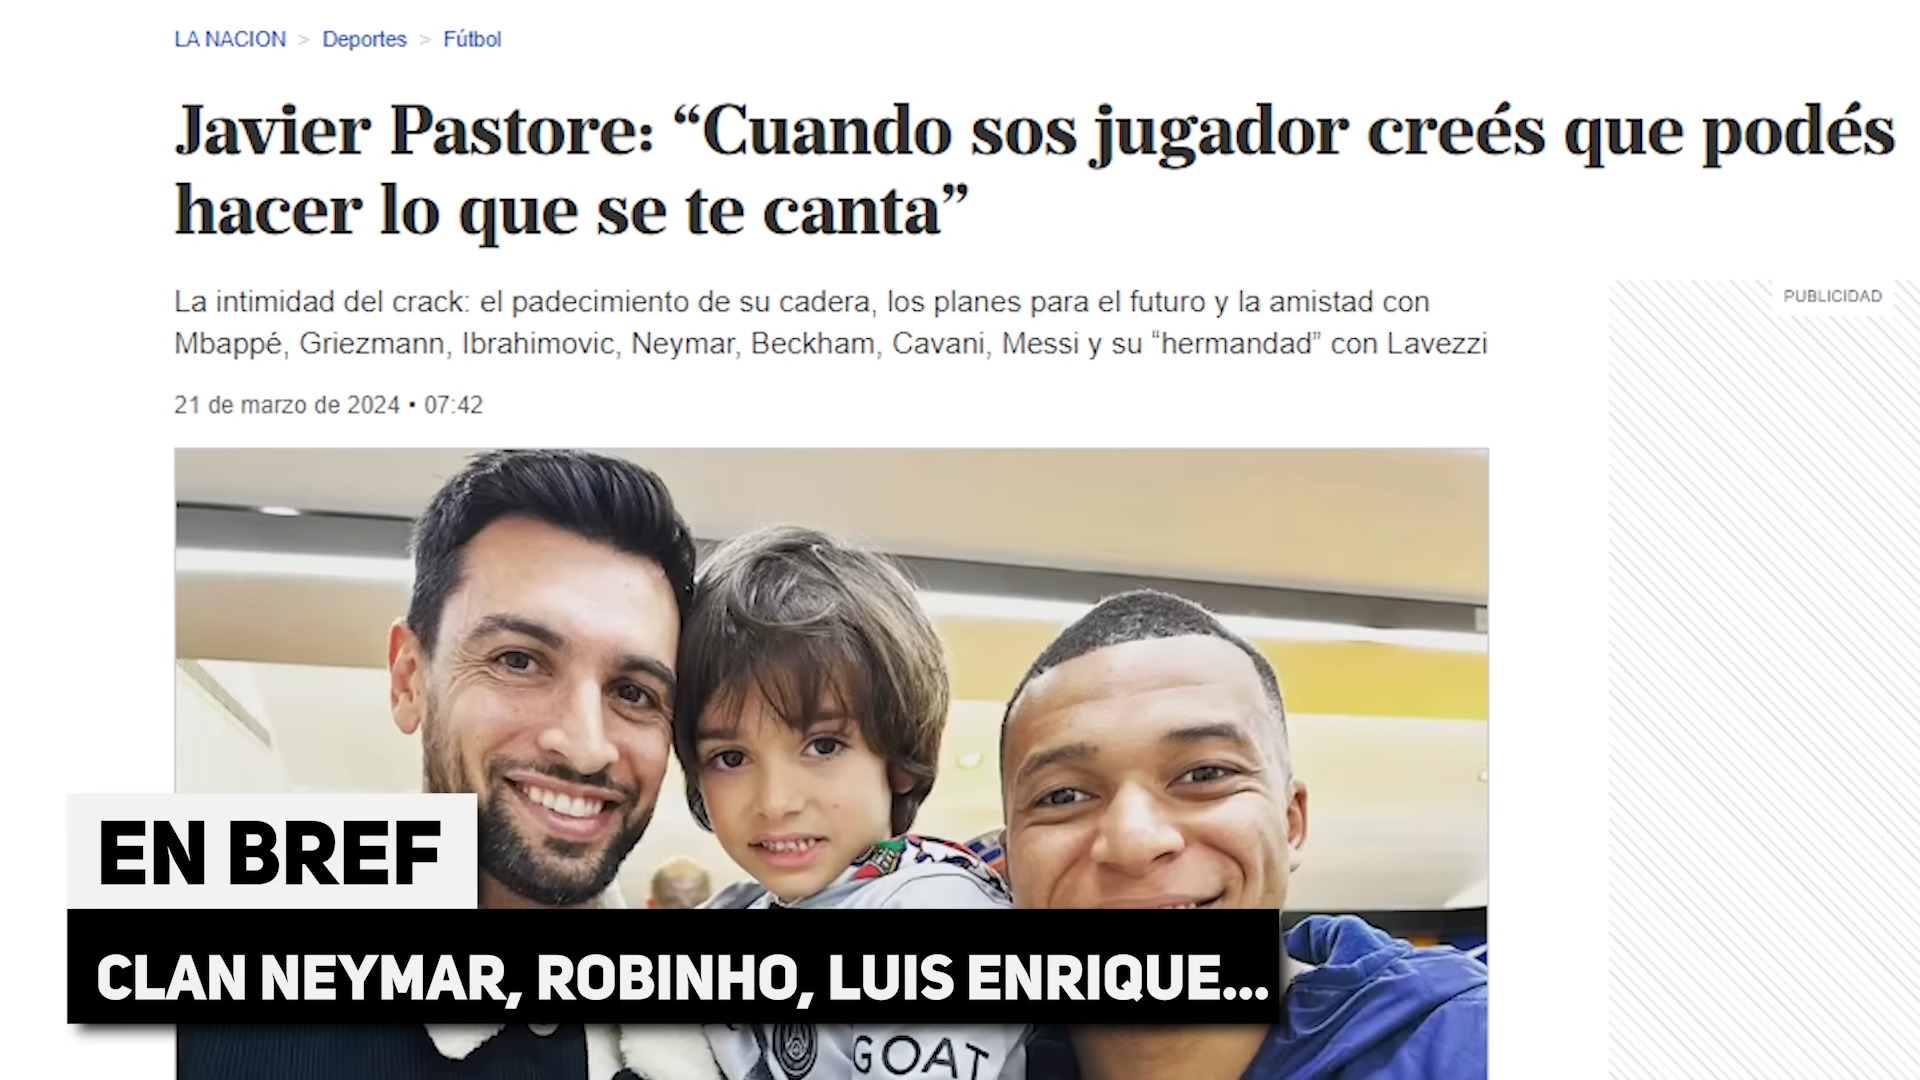 LA NACION > Deportes > Fútbol
Javier Pastore: “Cuando sos jugador creés que podés
hacer lo que se te canta”
La intimidad del crack: el padecimiento de su cadera, los planes para el futuro y la amistad con
Mbappé, Griezmann, Ibrahimovic, Neymar, Beckham, Cavani, Messi y su “hermandad” con Lavezzi
PUBLICIDAD
21 de marzo de 2024 • 07:42
EN BREF
CLAN NEYMAR, ROBINHO, LUIS ENRIQUE...
GOAT